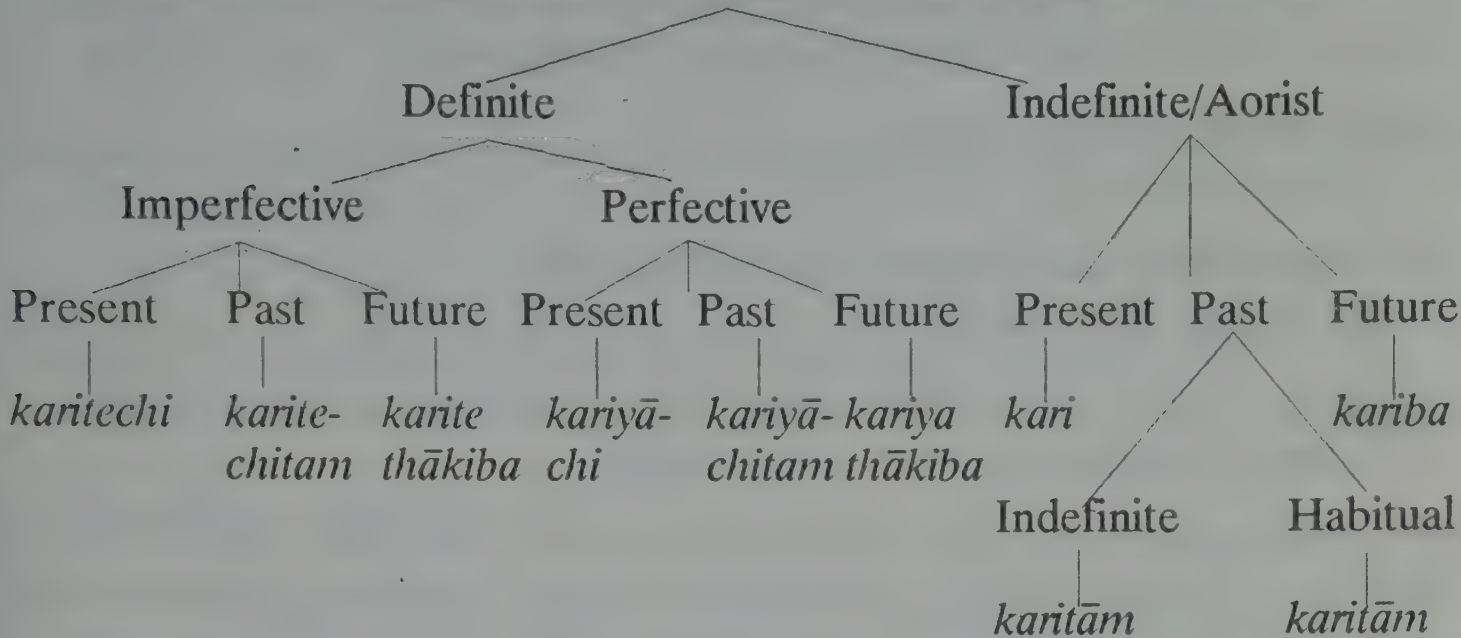 Definite Indefinite/Aorist
Imperfective Perfective
Present Past Future Present Past Future Present Past Future
karitechi karite- karite kariyā- kariyā- kariya kari kariba
chitam thākiba chi chitam thākiba
Indefinite Habitual
karitām karitām